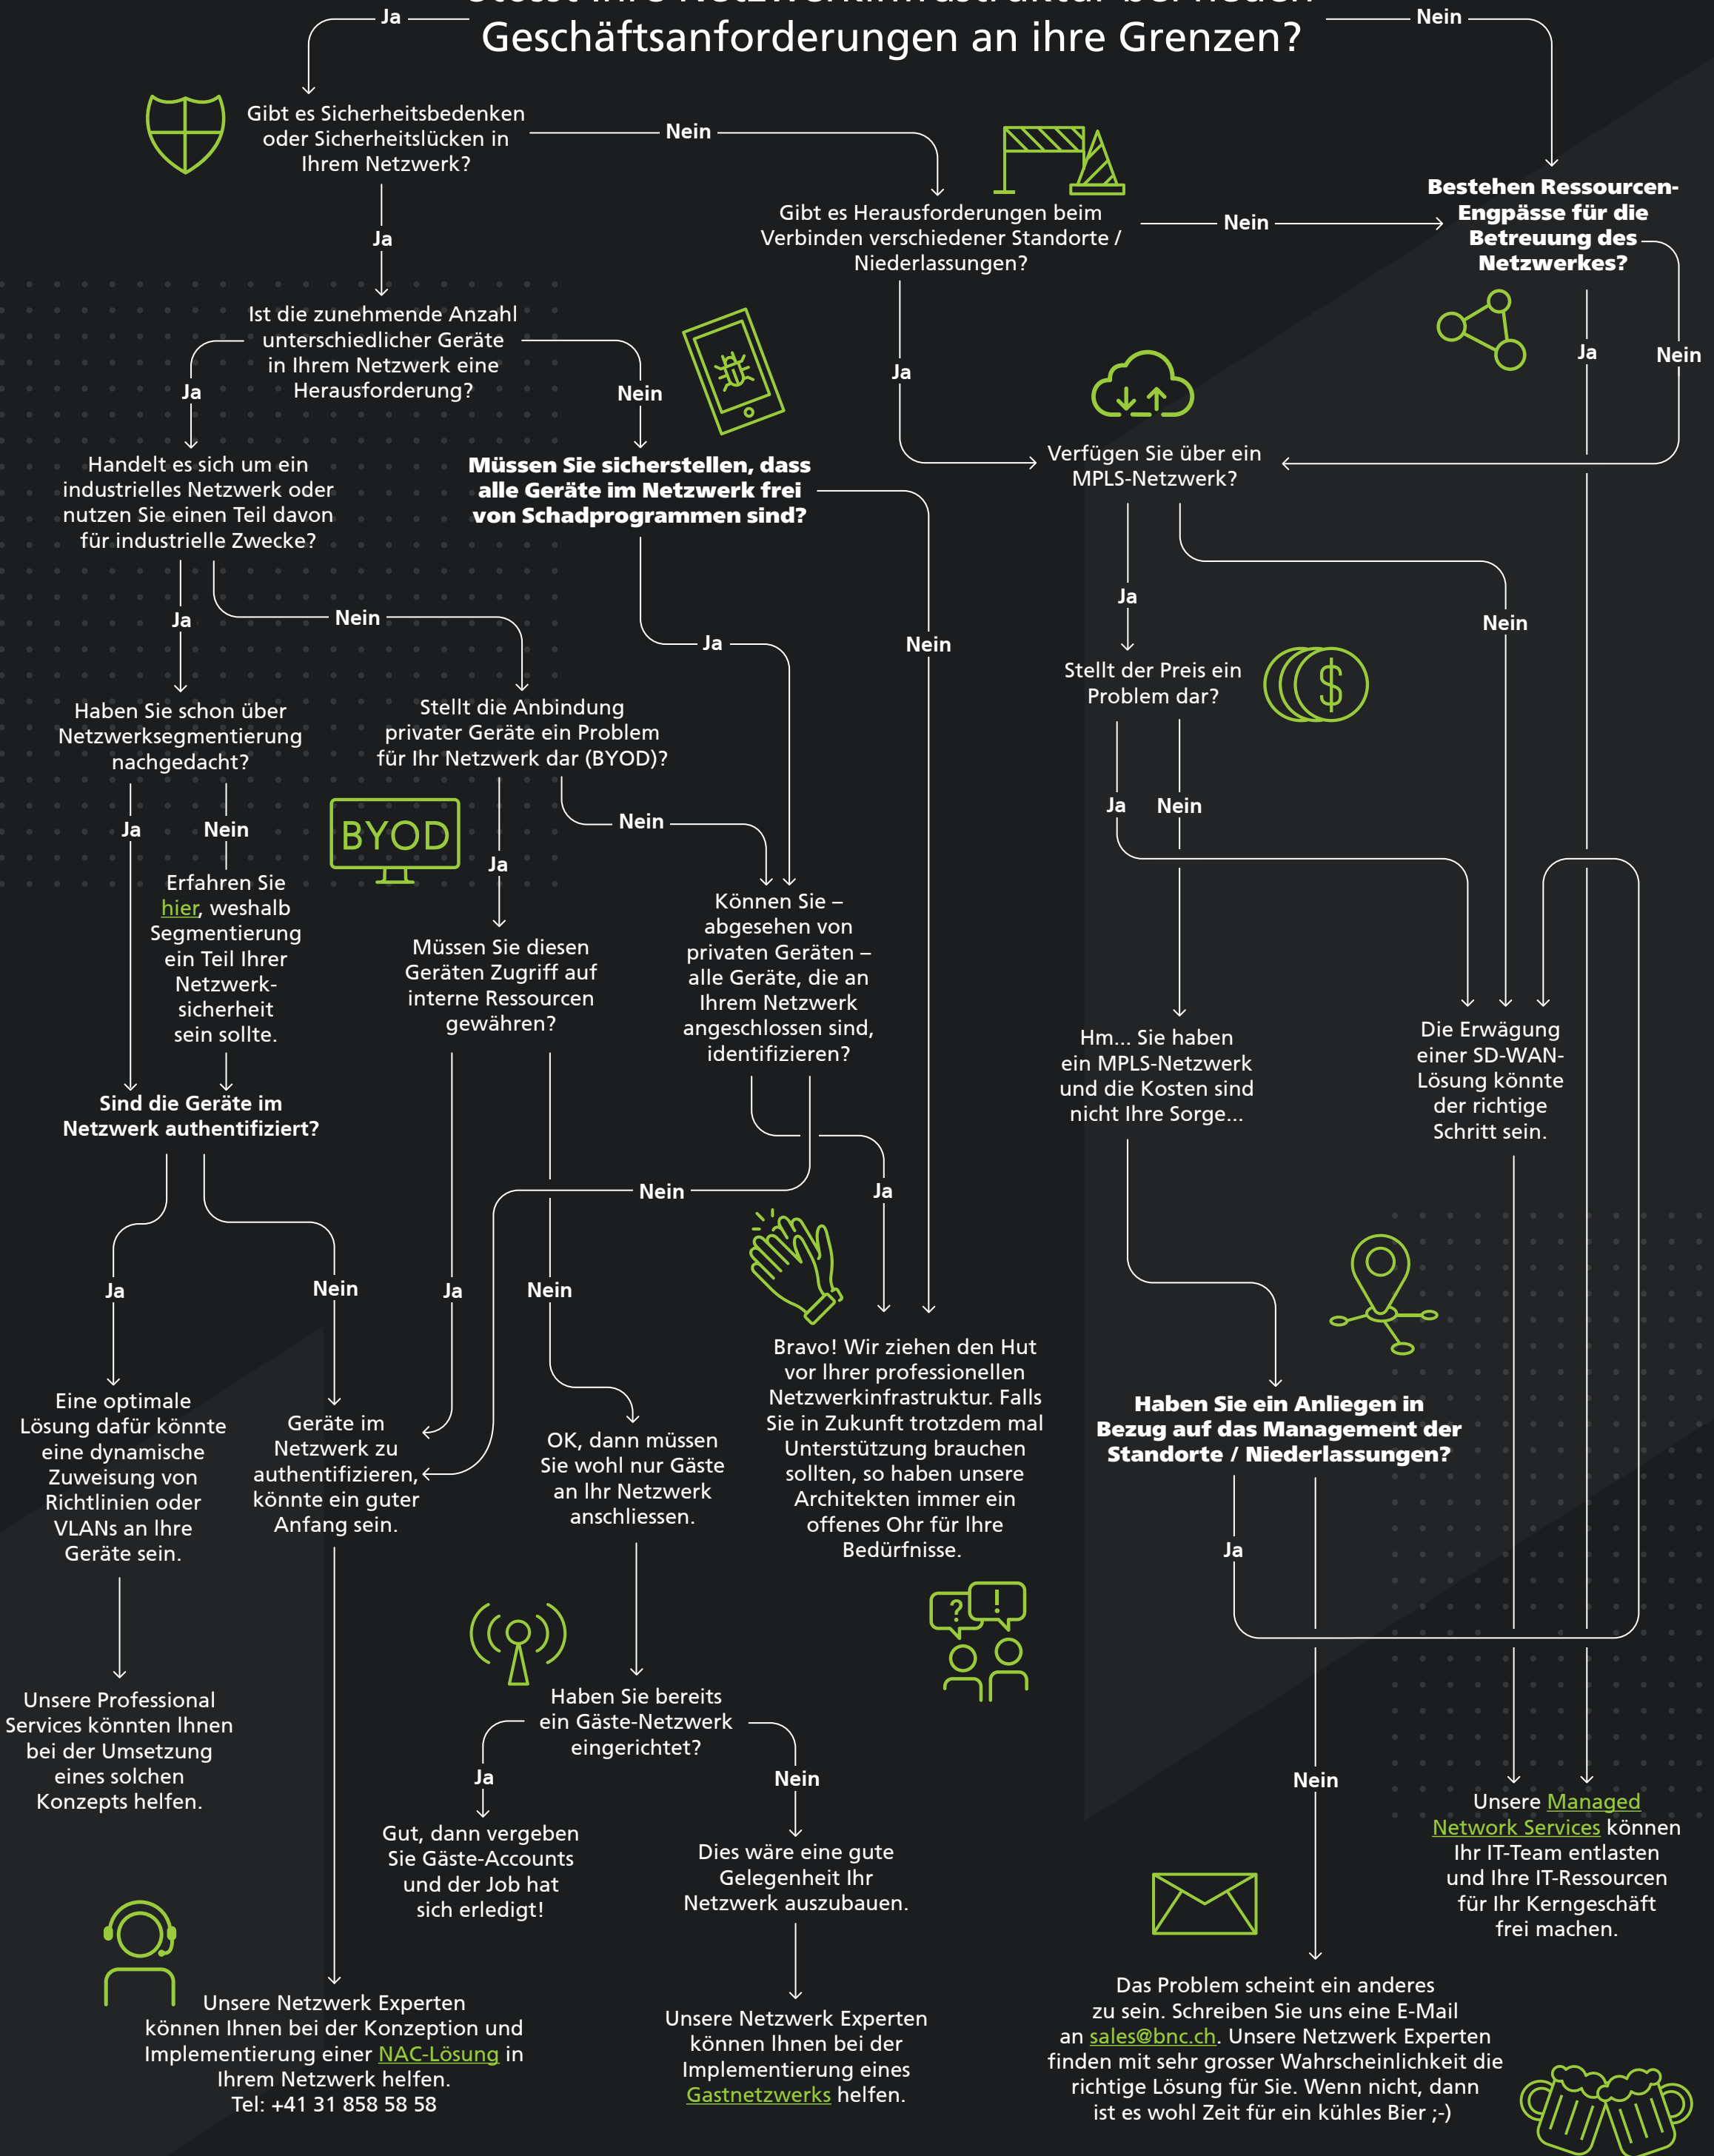 Ja
Nein
Geschäftsanforderungen an ihre Grenzen?
Gibt es Sicherheitsbedenken
oder Sicherheitslücken in
Ihrem Netzwerk?
Nein
Ja
Gibt es Herausforderungen beim
Verbinden verschiedener Standorte /
Niederlassungen?
Nein
Ja
Bestehen Ressourcen-
Engpässe für die
Betreuung des
Netzwerkes?
Ja
Nein
Ist die zunehmende Anzahl
unterschiedlicher Geräte
in Ihrem Netzwerk eine
Herausforderung?
Ja
Nein
Handelt es sich um ein
industrielles Netzwerk oder
nutzen Sie einen Teil davon
für industrielle Zwecke?
Ja
Nein
Müssen Sie sicherstellen, dass
alle Geräte im Netzwerk frei
von Schadprogrammen sind?
Ja
Nein
Verfügen Sie über ein
MPLS-Netzwerk?
Ja
Nein
Stellt der Preis ein
Problem dar?
Ja
Nein
Haben Sie schon über
Netzwerksegmentierung
nachgedacht?
Ja
Nein
Stellt die Anbindung
privater Geräte ein Problem
für Ihr Netzwerk dar (BYOD)?
BYOD
Ja
Nein
Erfahren Sie
hier, weshalb
Segmentierung
ein Teil Ihrer
Netzwerk-
sicherheit
sein sollte.
Müssen Sie diesen
Geräten Zugriff auf
interne Ressourcen
gewähren?
Können Sie –
abgesehen von
privaten Geräten –
alle Geräte, die an
Ihrem Netzwerk
angeschlossen sind,
identifizieren?
Hm... Sie haben
ein MPLS-Netzwerk
und die Kosten sind
nicht Ihre Sorge...
Die Erwägung
einer SD-WAN-
Lösung könnte
der richtige
Schritt sein.
Sind die Geräte im
Netzwerk authentifiziert?
Ja
Nein
Ja
Nein
Nein
Ja
Eine optimale
Lösung dafür könnte
eine dynamische
Zuweisung von
Richtlinien oder
VLANs an Ihre
Geräte sein.
Geräte im
Netzwerk zu
authentifizieren,
könnte ein guter
Anfang sein.
OK, dann müssen
Sie wohl nur Gäste
an Ihr Netzwerk
anschliessen.
Bravo! Wir ziehen den Hut
vor Ihrer professionellen
Netzwerkinfrastruktur. Falls
Sie in Zukunft trotzdem mal
Unterstützung brauchen
sollten, so haben unsere
Architekten immer ein
offenes Ohr für Ihre
Bedürfnisse.
? !
Haben Sie ein Anliegen in
Bezug auf das Management der
Standorte / Niederlassungen?
Ja
Nein
Unsere Professional
Services könnten Ihnen
bei der Umsetzung
eines solchen
Konzepts helfen.
Haben Sie bereits
ein Gäste-Netzwerk
eingerichtet?
Ja
Nein
Gut, dann vergeben
Sie Gäste-Accounts
und der Job hat
sich erledigt!
Dies wäre eine gute
Gelegenheit Ihr
Netzwerk auszubauen.
Unsere Managed
Network Services können
Ihr IT-Team entlasten
und Ihre IT-Ressourcen
für Ihr Kerngeschäft
frei machen.
Unsere Netzwerk Experten
können Ihnen bei der Konzeption und
Implementierung einer NAC-Lösung in
Ihrem Netzwerk helfen.
Tel: +41 31 858 58 58
Unsere Netzwerk Experten
können Ihnen bei der
Implementierung eines
Gastnetzwerks helfen.
Das Problem scheint ein anderes
zu sein. Schreiben Sie uns eine E-Mail
an sales@bnc.ch. Unsere Netzwerk Experten
finden mit sehr grosser Wahrscheinlichkeit die
richtige Lösung für Sie. Wenn nicht, dann
ist es wohl Zeit für ein kühles Bier ;-)